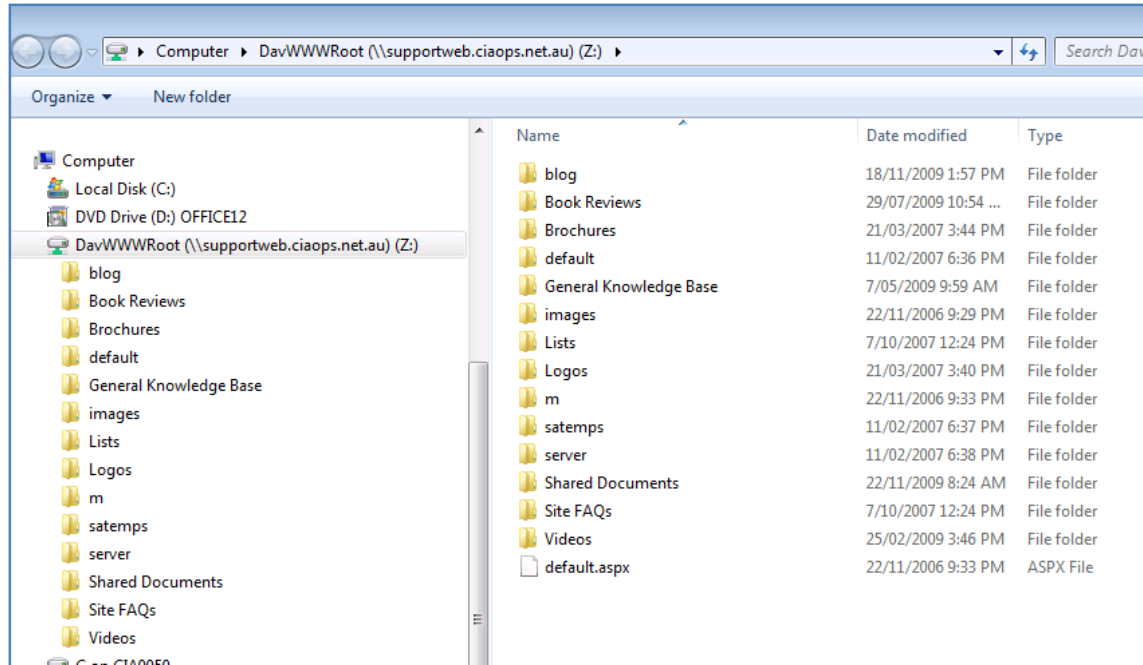 Computer DavWWWRoot (\\supportweb.ciaops.net.au) (Z:) Search Dav
Organize New folder
Computer
Local Disk (C:)
DVD Drive (D:) OFFICE12
DavWWWRoot (\\supportweb.ciaops.net.au) (Z:)
blog
Book Reviews
Brochures
default
General Knowledge Base
images
Lists
Logos
m
satemps
server
Shared Documents
Site FAQs
Videos
Name Date modified Type
blog 18/11/2009 1:57 PM File folder
Book Reviews 29/07/2009 10:54 ... File folder
Brochures 21/03/2007 3:44 PM File folder
default 11/02/2007 6:36 PM File folder
General Knowledge Base 7/05/2009 9:59 AM File folder
images 22/11/2006 9:29 PM File folder
Lists 7/10/2007 12:24 PM File folder
Logos 21/03/2007 3:40 PM File folder
m 22/11/2006 9:33 PM File folder
satemps 11/02/2007 6:37 PM File folder
server 11/02/2007 6:38 PM File folder
Shared Documents 22/11/2009 8:24 AM File folder
Site FAQs 7/10/2007 12:24 PM File folder
Videos 25/02/2009 3:46 PM File folder
default.aspx 22/11/2006 9:33 PM ASPX File